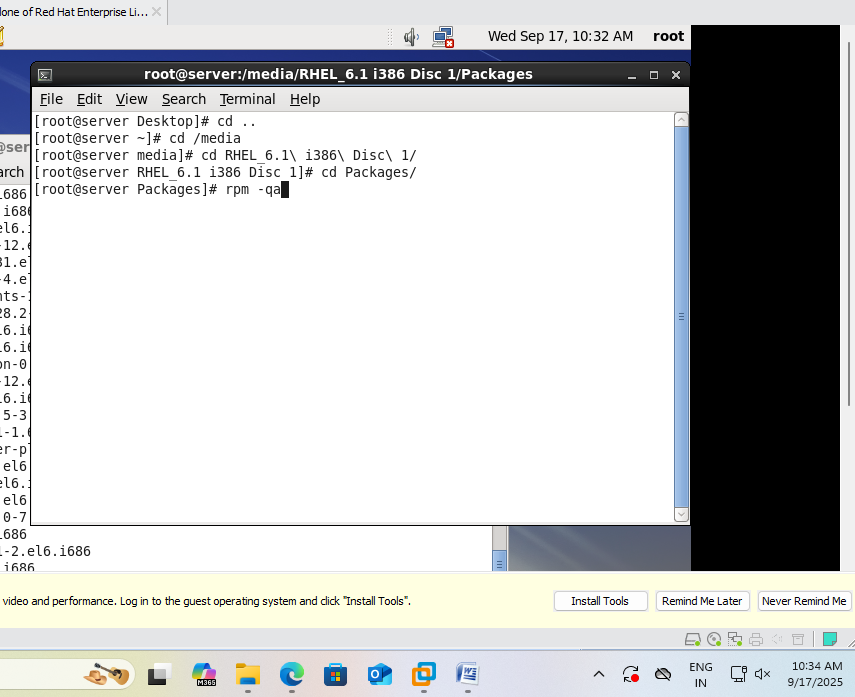 lone of Red Hat Enterprise Li...
Wed Sep 17, 10:32 AM root
root@server:/media/RHEL_6.1 i386 Disc 1/Packages
File Edit View Search Terminal Help
[root@server Desktop]# cd ..
[root@server ~]# cd /media
[root@server media]# cd RHEL_6.1\ i386\ Disc\ 1/
[root@server RHEL_6.1 i386 Disc 1]# cd Packages/
[root@server Packages]# rpm -qa
@ser
arch
i686
.i686
el6.i
-12.e
31.e
-4.e
nts-1
28.2-
l6.i6
l6.i6
on-0
-12.e
l6.i6
5-3
1-1.6
er-p
el6
el6.i
el6
0-7
i686
l-2.el6.i686
.i686
video and performance. Log in to the guest operating system and click "Install Tools".
Install Tools
Remind Me Later
Never Remind Me
M365
ENG
IN
10:34 AM
9/17/2025